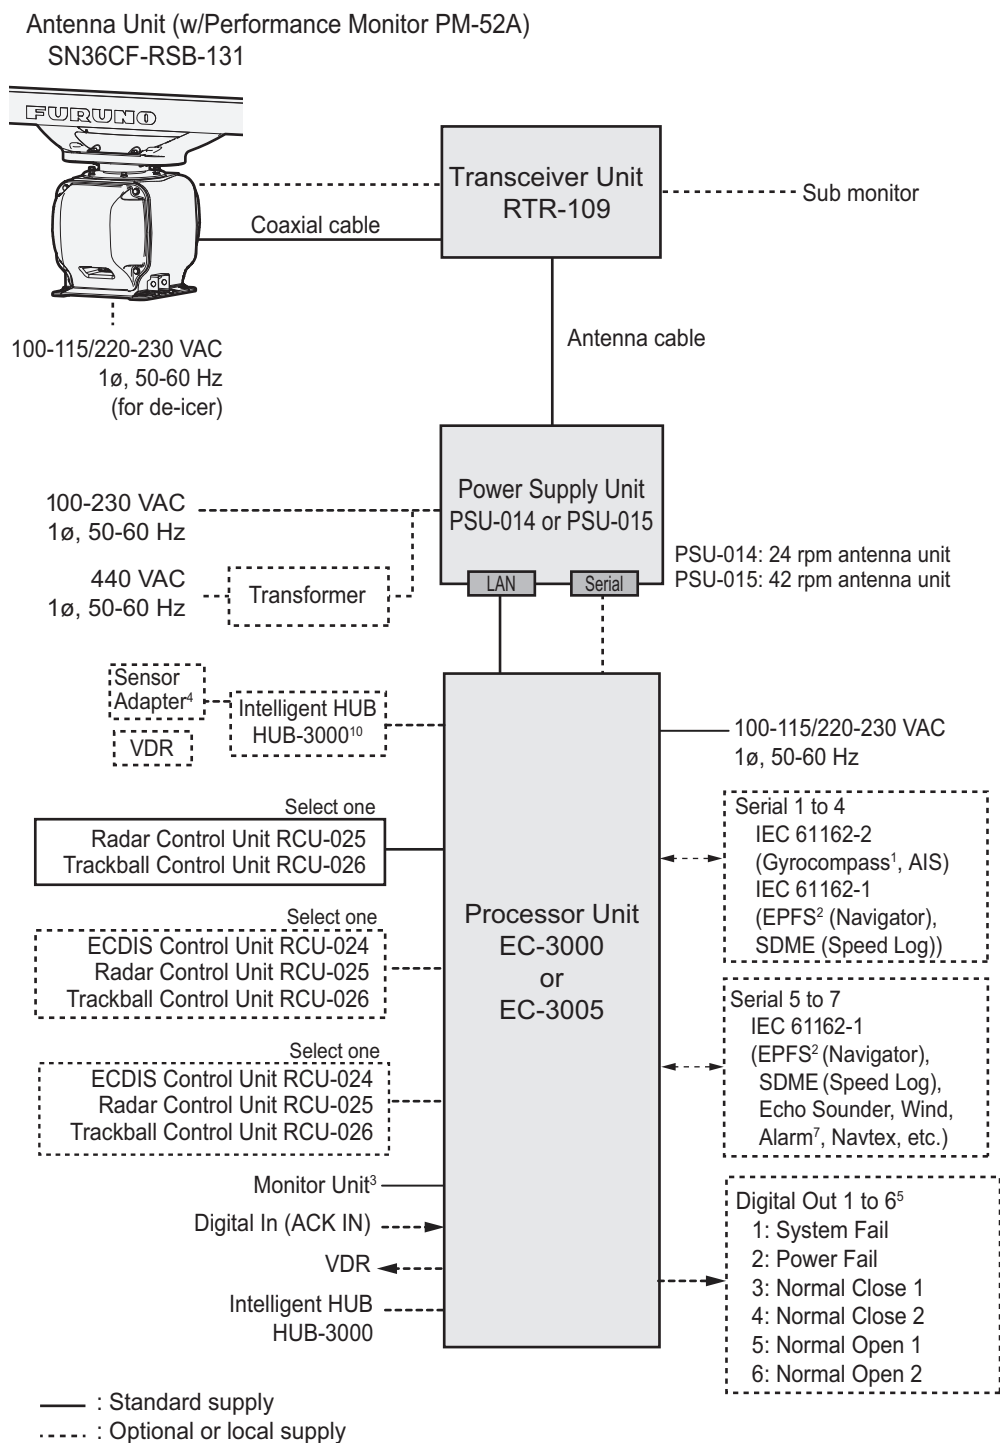 Antenna Unit (w/Performance Monitor PM-52A)
SN36CF-RSB-131
FURUNO
Transceiver Unit
RTR-109
Sub monitor
Coaxial cable
Antenna cable
100-115/220-230 VAC
1ø, 50-60 Hz
(for de-icer)
Power Supply Unit
PSU-014 or PSU-015
100-230 VAC
1ø, 50-60 Hz
440 VAC
1ø, 50-60 Hz
Transformer
PSU-014: 24 rpm antenna unit
PSU-015: 42 rpm antenna unit
LAN
Serial
Sensor
Adapter⁴
VDR
Intelligent HUB
HUB-3000¹⁰
100-115/220-230 VAC
1ø, 50-60 Hz
Select one
Radar Control Unit RCU-025
Trackball Control Unit RCU-026
Select one
ECDIS Control Unit RCU-024
Radar Control Unit RCU-025
Trackball Control Unit RCU-026
Select one
ECDIS Control Unit RCU-024
Radar Control Unit RCU-025
Trackball Control Unit RCU-026
Processor Unit
EC-3000
or
EC-3005
Serial 1 to 4
IEC 61162-2
(Gyrocompass¹, AIS)
IEC 61162-1
(EPFS² (Navigator),
SDME (Speed Log))
Serial 5 to 7
IEC 61162-1
(EPFS² (Navigator),
SDME (Speed Log),
Echo Sounder, Wind,
Alarm⁷, Navtex, etc.)
Monitor Unit³
Digital In (ACK IN)
VDR
Intelligent HUB
HUB-3000
Digital Out 1 to 6⁵
1: System Fail
2: Power Fail
3: Normal Close 1
4: Normal Close 2
5: Normal Open 1
6: Normal Open 2
: Standard supply
: Optional or local supply